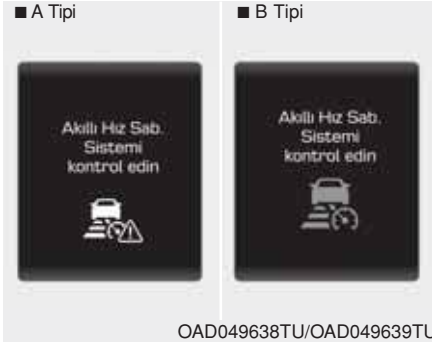 ■ A Tipi
■ B Tipi
Akıllı Hız Sab.
Sistemi
kontrol edin
Akıllı Hız Sab.
Sistemi
kontrol edin
OAD049638TU/OAD049639TU